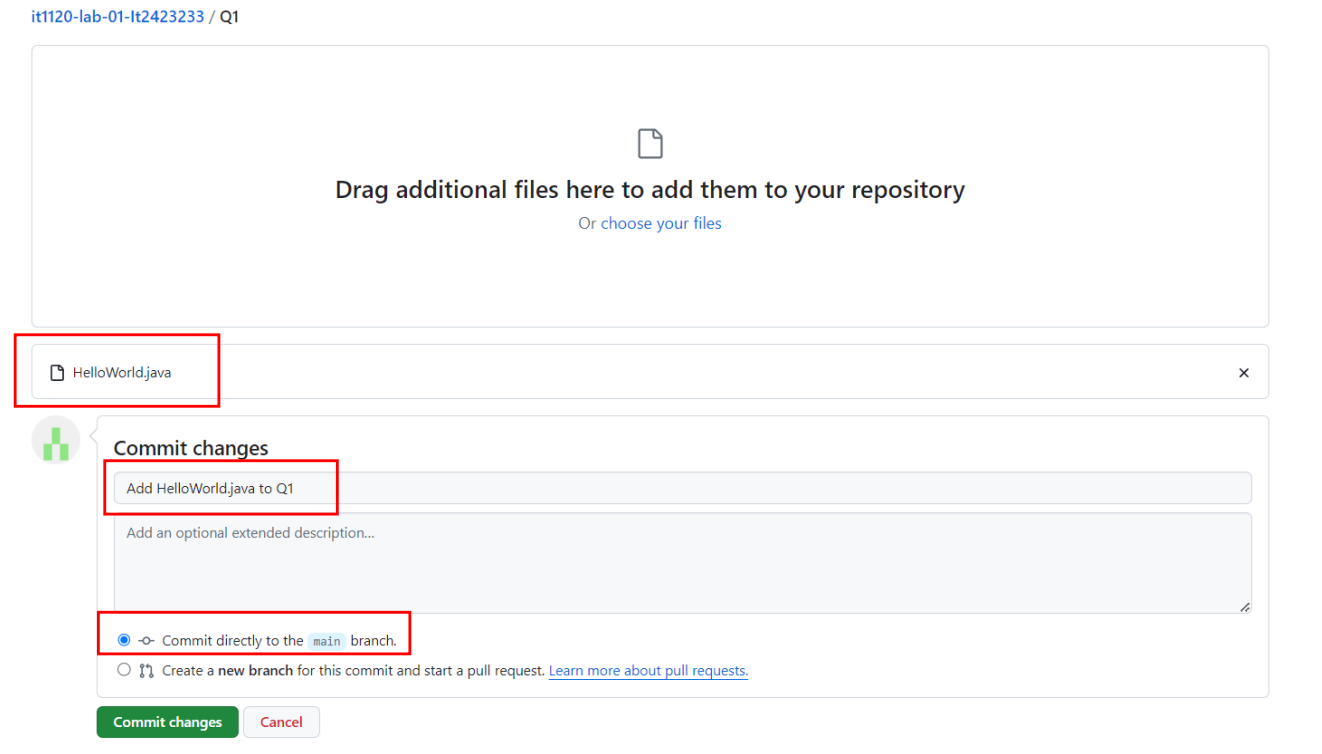 it1120-lab-01-It2423233 / Q1
Drag additional files here to add them to your repository
Or choose your files
HelloWorld.java
Commit changes
Add HelloWorld.java to Q1
Add an optional extended description...
Commit directly to the main branch.
Create a new branch for this commit and start a pull request. Learn more about pull requests.
Commit changes Cancel